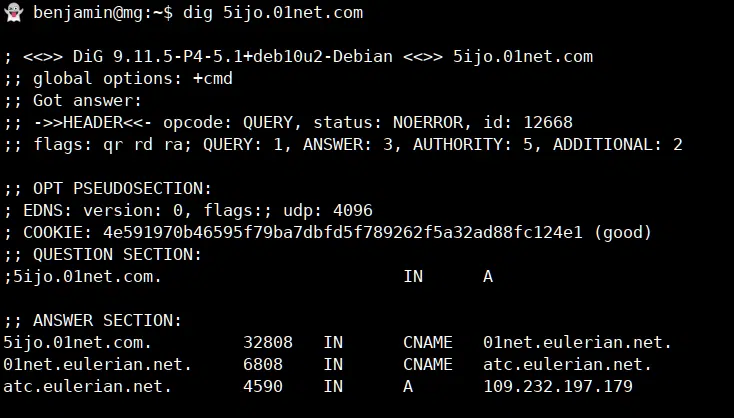 benjamin@mg:~$ dig 5ijo.01net.com
; <<>> DiG 9.11.5-P4-5.1+deb10u2-Debian <<>> 5ijo.01net.com
;; global options: +cmd
;; Got answer:
;; ->>HEADER<<- opcode: QUERY, status: NOERROR, id: 12668
;; flags: qr rd ra; QUERY: 1, ANSWER: 3, AUTHORITY: 5, ADDITIONAL: 2
;; OPT PSEUDOSECTION:
; EDNS: version: 0, flags:; udp: 4096
; COOKIE: 4e591970b46595f79ba7dbfd5f789262f5a32ad88fc124e1 (good)
;; QUESTION SECTION:
;5ijo.01net.com. IN A
;; ANSWER SECTION:
5ijo.01net.com. 32808 IN CNAME 01net.eulerian.net.
01net.eulerian.net. 6808 IN CNAME atc.eulerian.net.
atc.eulerian.net. 4590 IN A 109.232.197.179